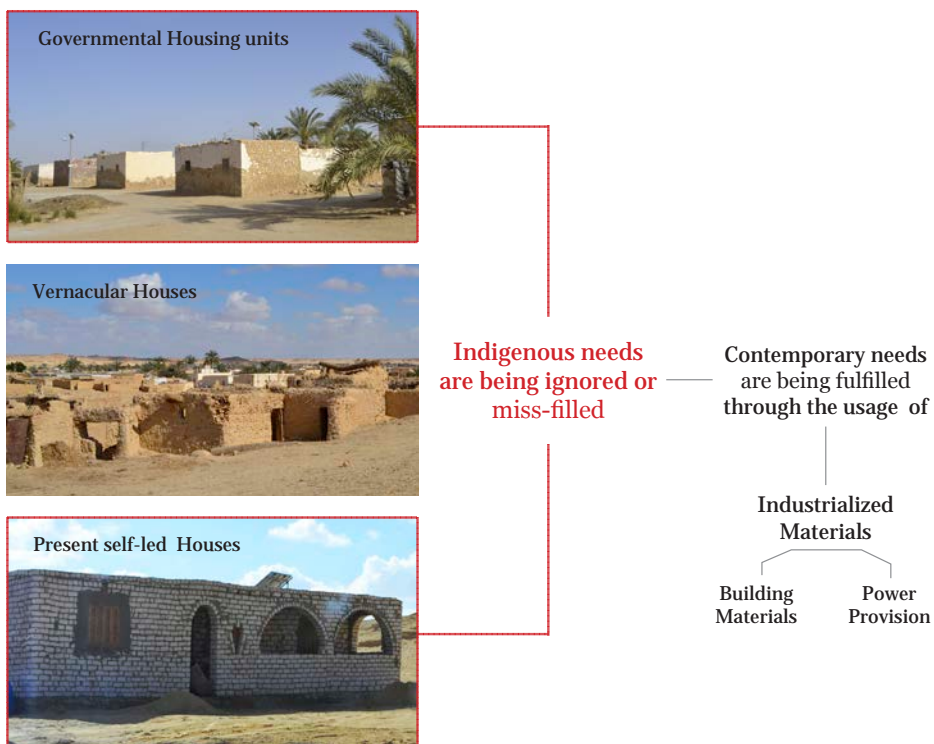 Governmental Housing units
Vernacular Houses
Present self-led Houses
Indigenous needs
are being ignored or
miss-filled
Contemporary needs
are being fulfilled
through the usage of
Industrialized
Materials
Building
Materials
Power
Provision